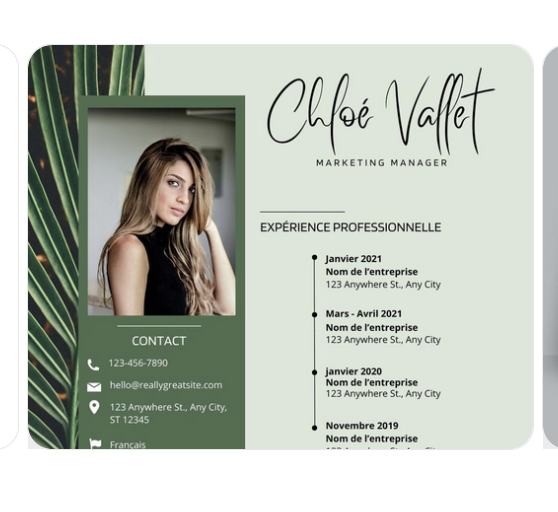 Chloé Vallet
MARKETING MANAGER
EXPÉRIENCE PROFESSIONNELLE
Janvier 2021
Nom de l’entreprise
123 Anywhere St., Any City
Mars - Avril 2021
Nom de l’entreprise
123 Anywhere St., Any City
janvier 2020
Nom de l’entreprise
123 Anywhere St., Any City
Novembre 2019
Nom de l’entreprise
CONTACT
123-456-7890
hello@reallygreatsite.com
123 Anywhere St., Any City,
ST 12345
Français